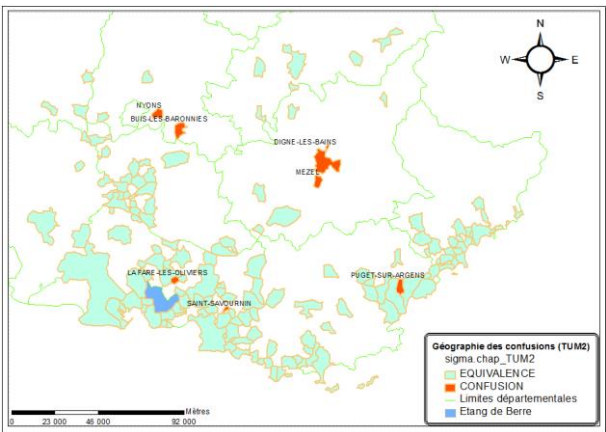 N
W E
S
NYONS
BUIS-LES-BARONNIES
DIGNE-LES-BAINS
MEZEL
LA FARE-LES-OLIVIERS
PUGET-SUR-ARGENS
SAINT-SAVOURNIN
Géographie des confusions (TUM2)
sigma.chap_TUM2
EQUIVALENCE
CONFUSION
Limites départementales
Etang de Berre
Mètres
0 23 000 46 000 92 000